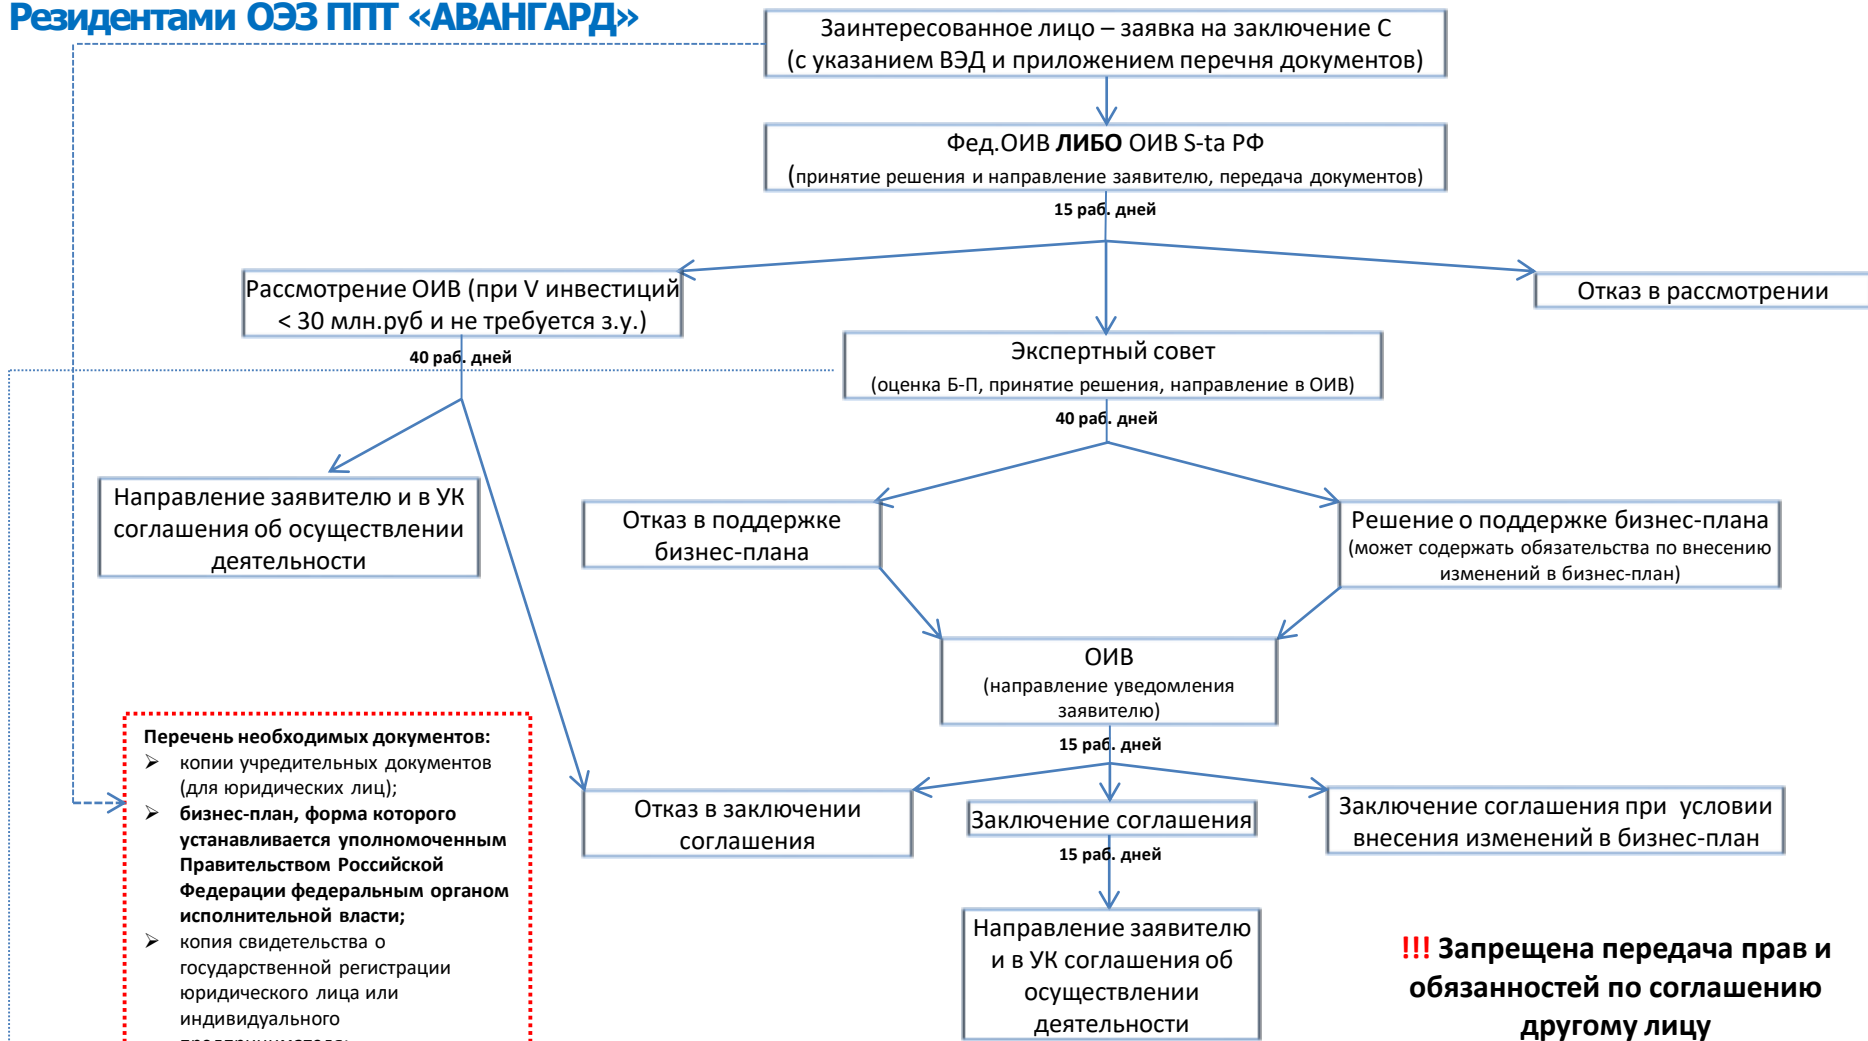 Резидентами ОЭЗ ППТ «АВАНГАРД»
Заинтересованное лицо – заявка на заключение С
(с указанием ВЭД и приложением перечня документов)
Фед.ОИВ ЛИБО ОИВ S-ta РФ
(принятие решения и направление заявителю, передача документов)
15 раб. дней
Рассмотрение ОИВ (при V инвестиций
< 30 млн.руб и не требуется з.у.)
40 раб. дней
Отказ в рассмотрении
Экспертный совет
(оценка Б-П, принятие решения, направление в ОИВ)
40 раб. дней
Направление заявителю и в УК
соглашения об осуществлении
деятельности
Отказ в поддержке
бизнес-плана
Решение о поддержке бизнес-плана
(может содержать обязательства по внесению
изменений в бизнес-план)
ОИВ
(направление уведомления
заявителю)
15 раб. дней
Отказ в заключении
соглашения
Заключение соглашения
15 раб. дней
Заключение соглашения при условии
внесения изменений в бизнес-план
Направление заявителю
и в УК соглашения об
осуществлении
деятельности
Перечень необходимых документов:
➢ копии учредительных документов
(для юридических лиц);
➢ бизнес-план, форма которого
устанавливается уполномоченным
Правительством Российской
Федерации федеральным органом
исполнительной власти;
➢ копия свидетельства о
государственной регистрации
юридического лица или
индивидуального
!!! Запрещена передача прав и
обязанностей по соглашению
другому лицу